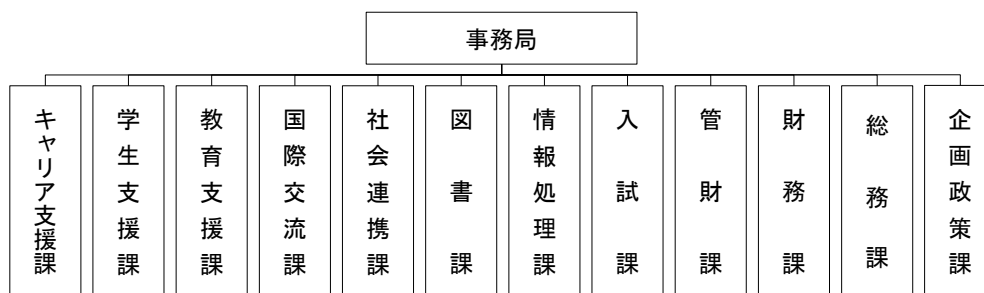 事務局
キャリア支援課
学生支援課
教育支援課
国際交流課
社会連携課
図書課
情報処理課
入試課
管財課
財務課
総務課
企画政策課